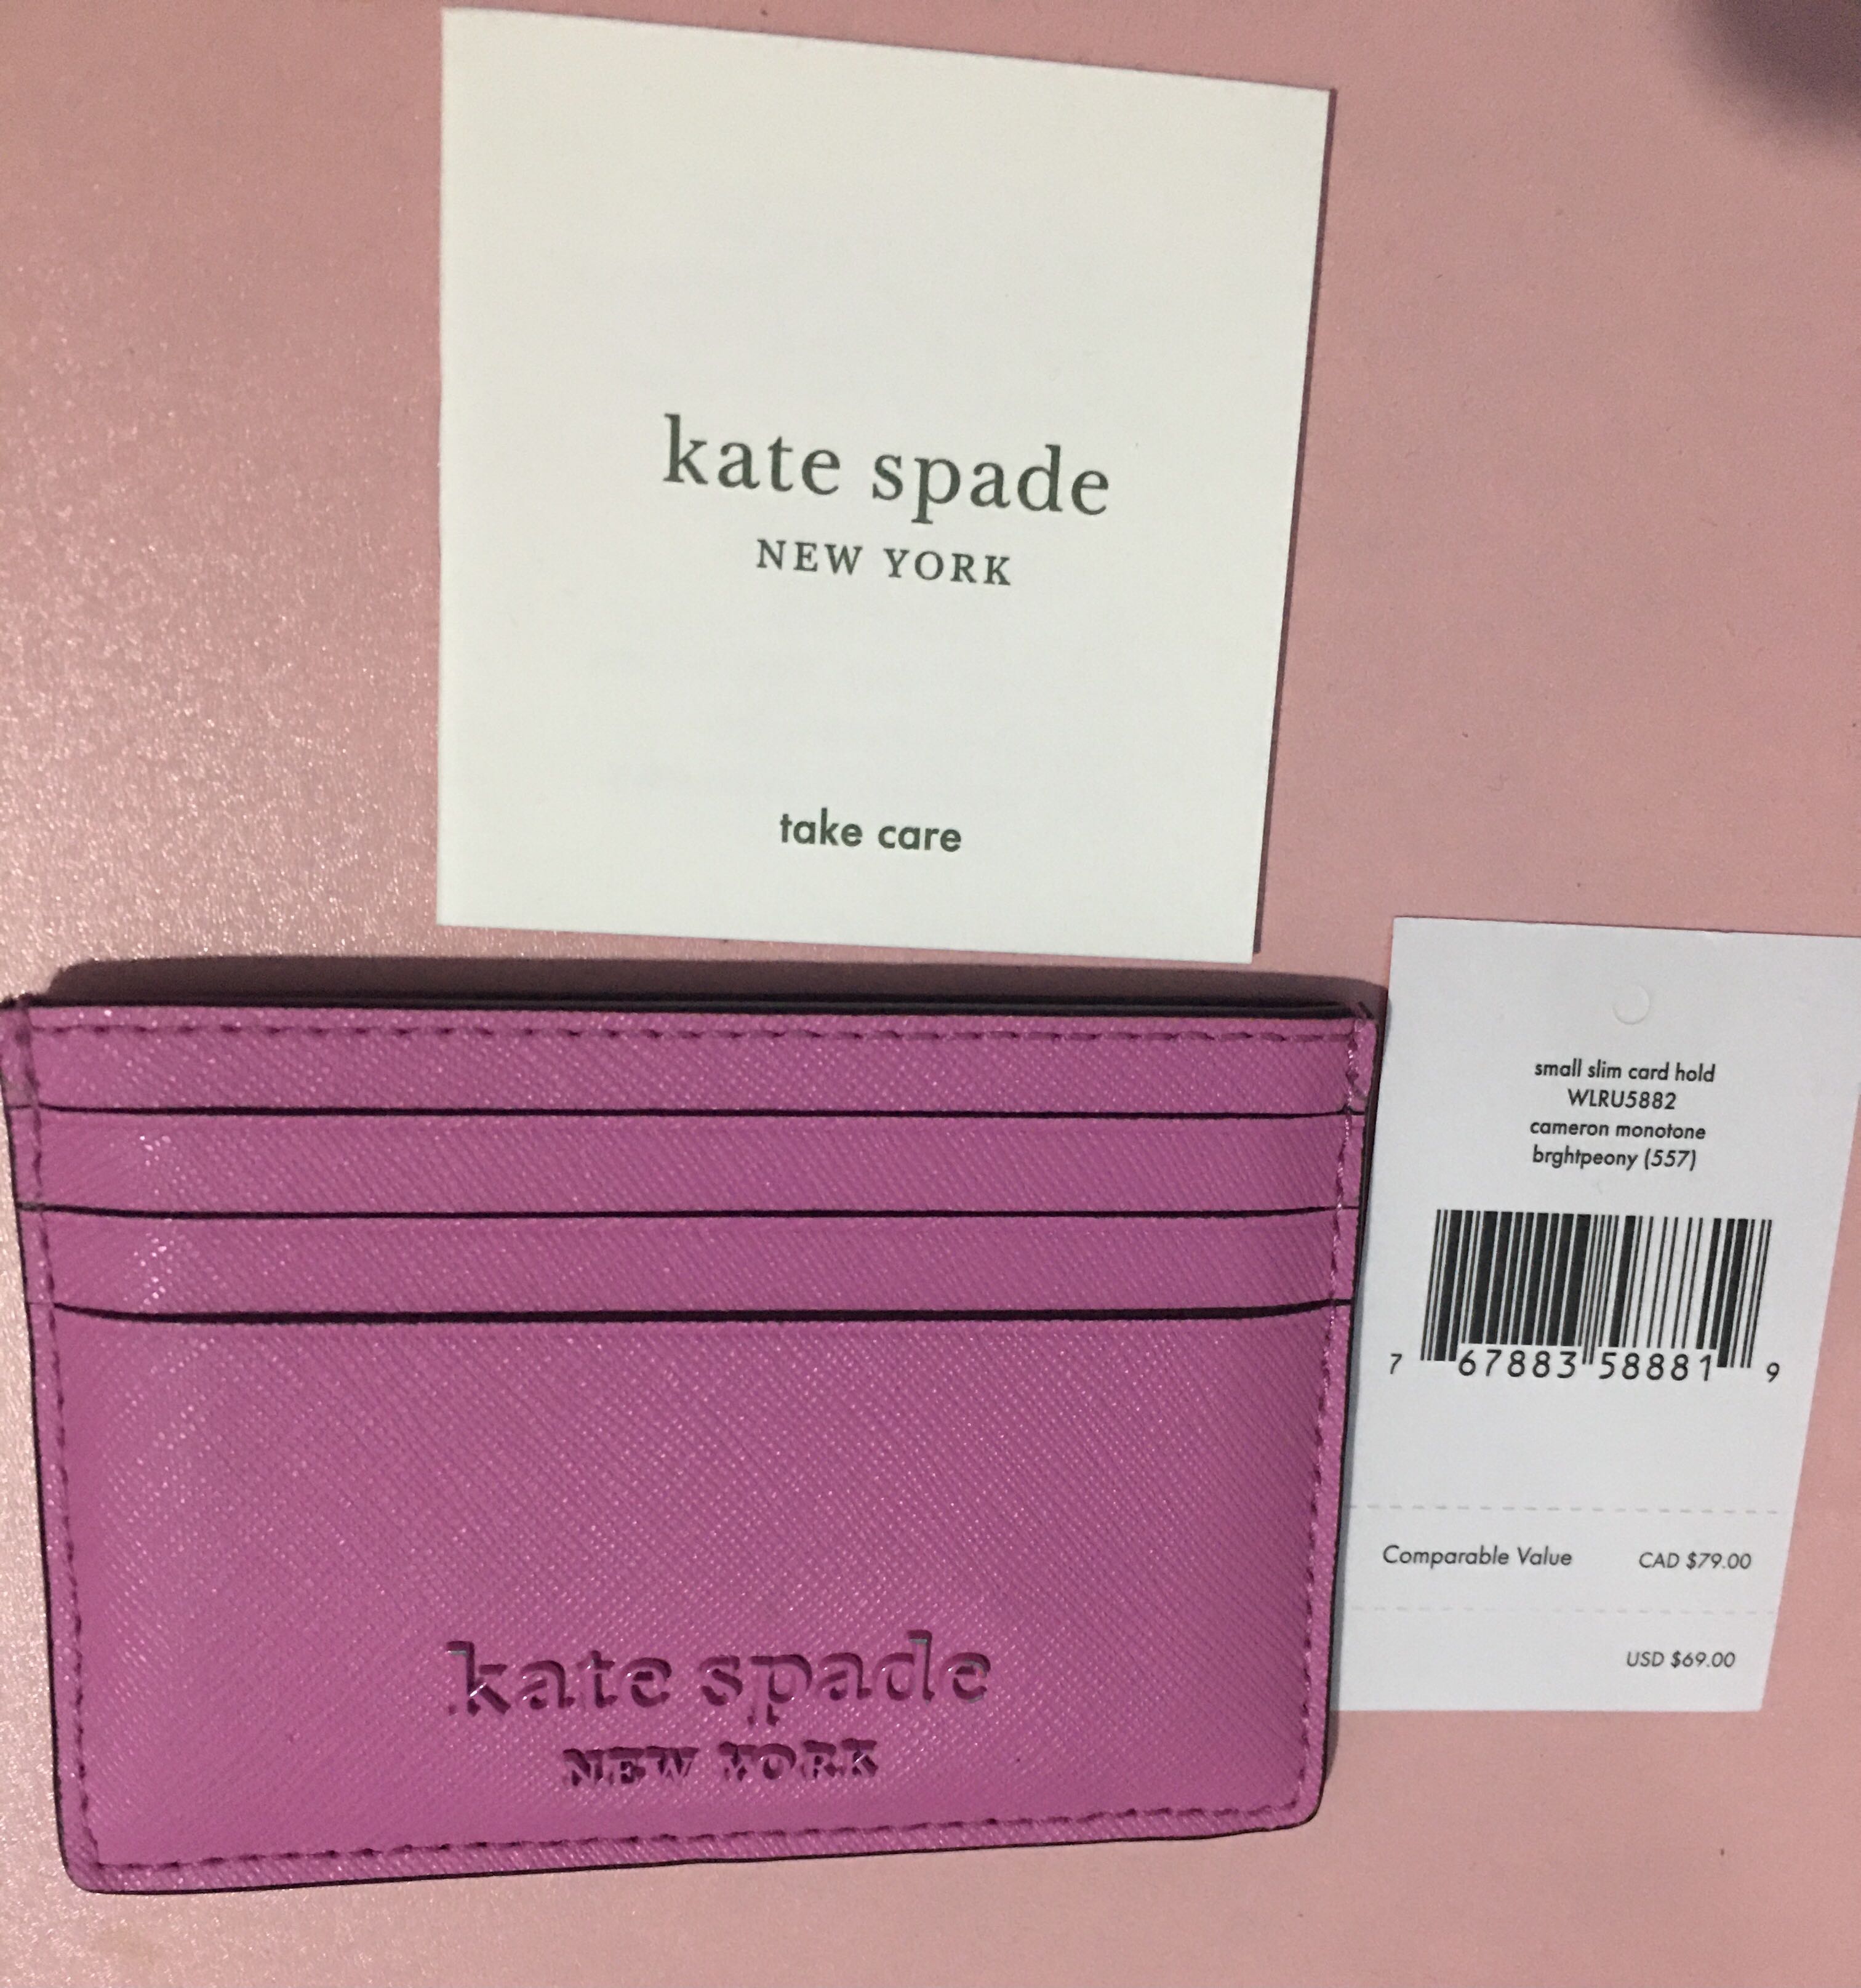 kate spade
NEW YORK
take care
small slim card hold
WLRU5882
cameron monotone
brghtpeony (557)
7 67883 58881 9
Comparable Value CAD $79.00
USD $69.00
kate spade
NEW YORK